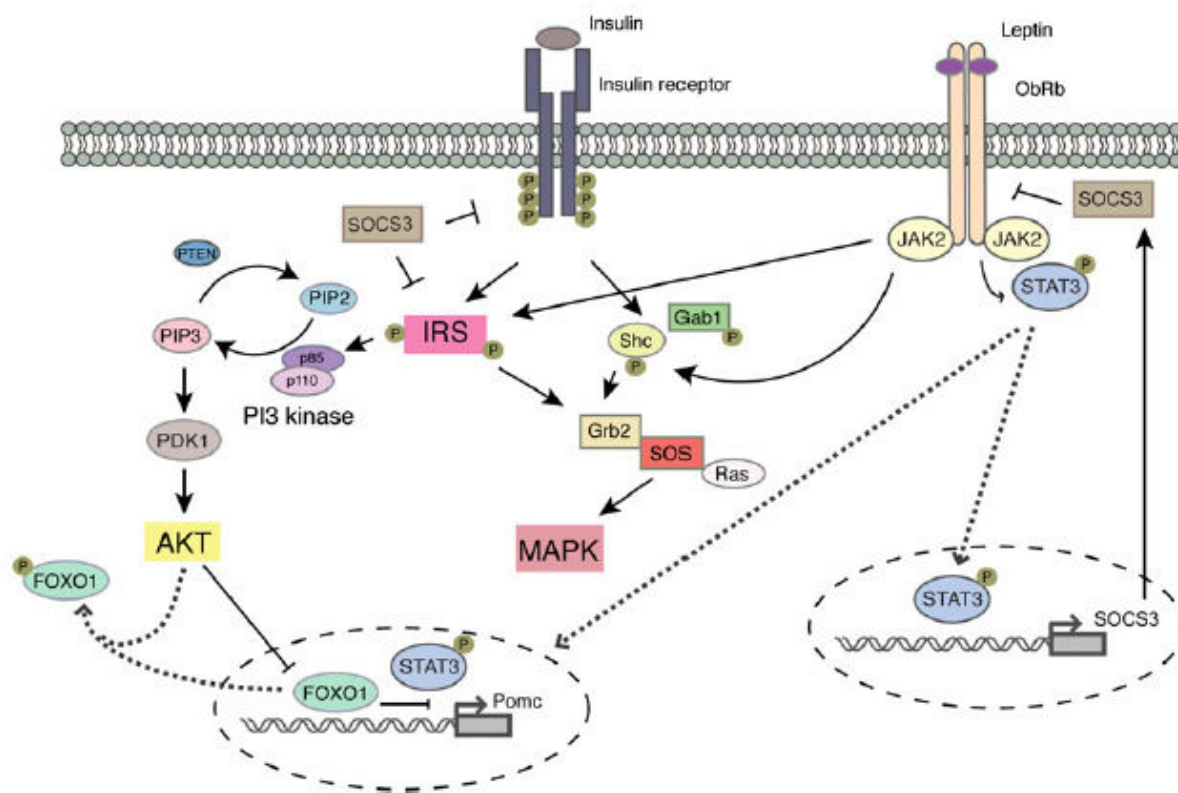 Insulin
Leptin
Insulin receptor
ObRb
P
P
P
P
P
P
SOCS3
SOCS3
JAK2
JAK2
P
STAT3
PTEN
PIP2
PIP3
P
IRS
P
Gab1
P
Shc
P
p85
p110
PI3 kinase
Grb2
SOS
Ras
PDK1
AKT
MAPK
P
FOXO1
P
STAT3
SOCS3
P
STAT3
FOXO1
Pomc